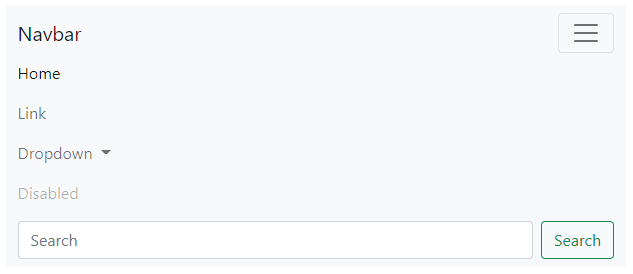 Navbar
Home
Link
Dropdown
Disabled
Search Search